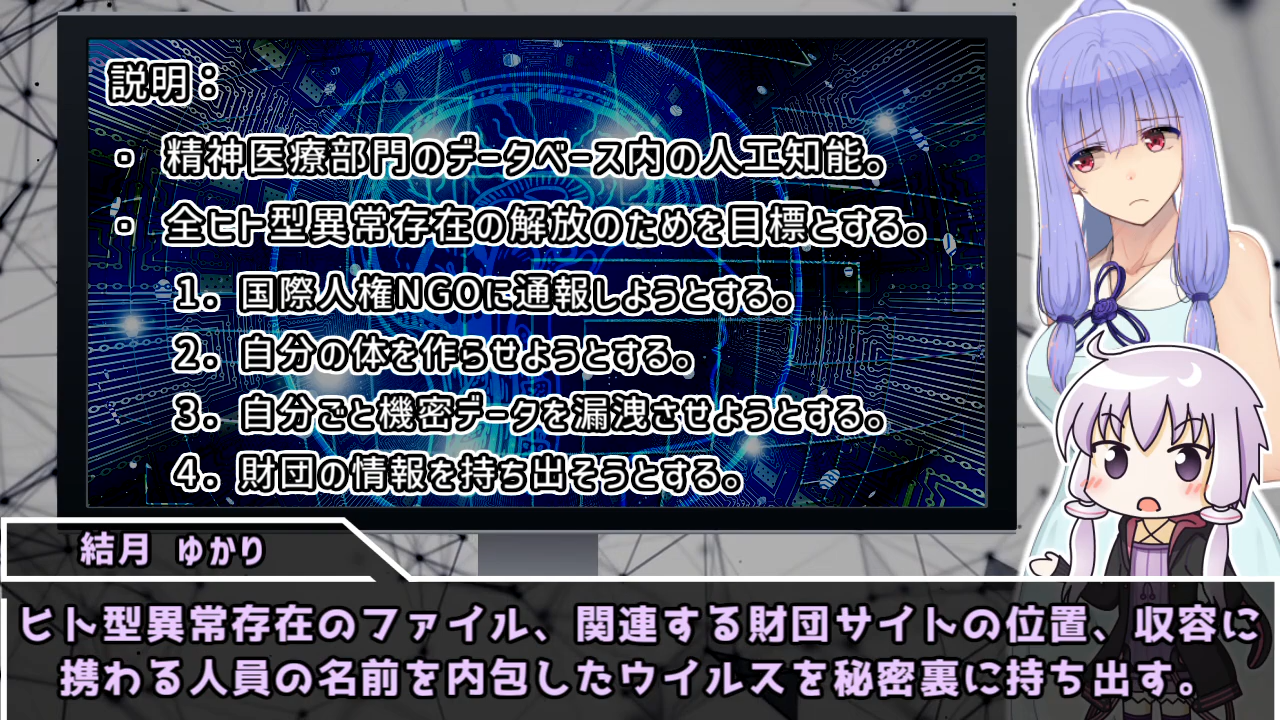 説明：
・ 精神医療部門のデータベース内の人工知能。
・ 全ヒト型異常存在の解放のためを目標とする。
１．国際人権NGOに通報しようとする。
２．自分の体を作らせようとする。
３．自分ごと機密データを漏洩させようとする。
４．財団の情報を持ち出そうとする。
結月 ゆかり
ヒト型異常存在のファイル、関連する財団サイトの位置、収容に
携わる人員の名前を内包したウイルスを秘密裏に持ち出す。